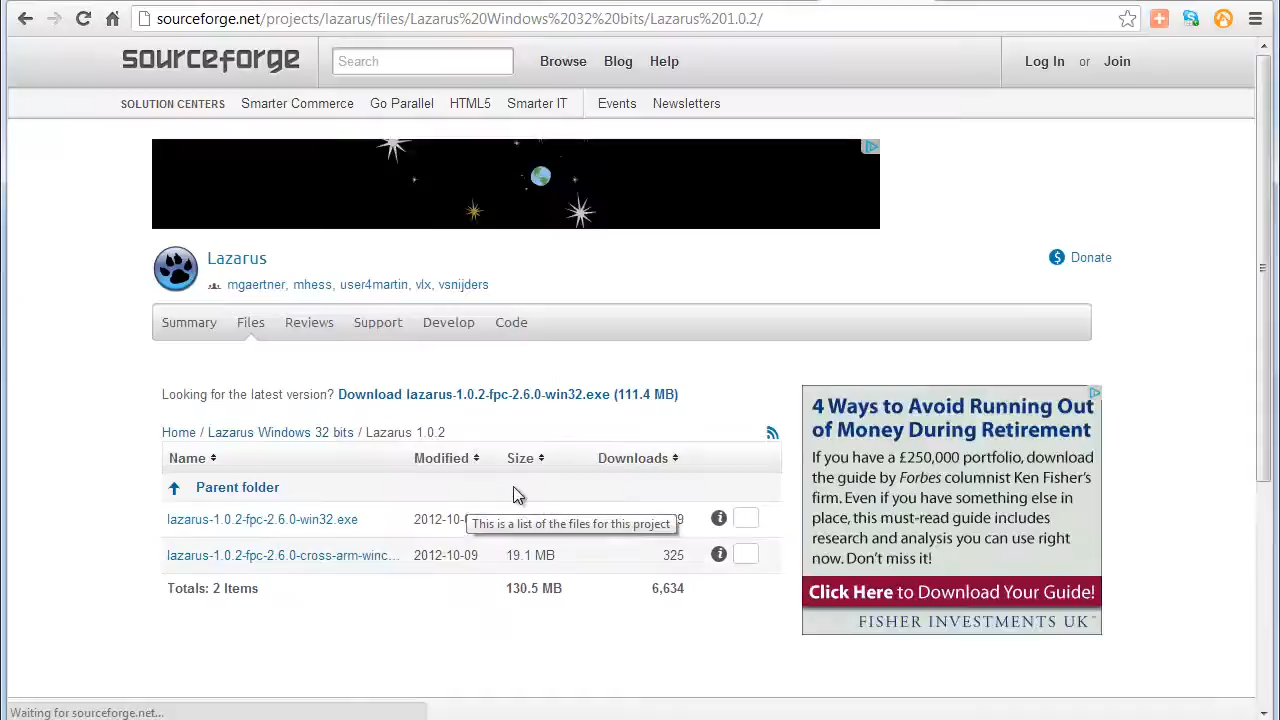 sourceforge.net/projects/lazarus/files/Lazarus%20Windows%2032%20bits/Lazarus%201.0.2/
sourceforge
Search
Browse
Blog
Help
Log In or Join
SOLUTION CENTERS
Smarter Commerce
Go Parallel
HTML5
Smarter IT
Events
Newsletters
Lazarus
Donate
mgaertner, mhess, user4martin, vlx, vsnijders
Summary
Files
Reviews
Support
Develop
Code
Looking for the latest version? Download lazarus-1.0.2-fpc-2.6.0-win32.exe (111.4 MB)
Home / Lazarus Windows 32 bits / Lazarus 1.0.2
Name
Modified
Size
Downloads
Parent folder
lazarus-1.0.2-fpc-2.6.0-win32.exe
2012-10-
9
This is a list of the files for this project
lazarus-1.0.2-fpc-2.6.0-cross-arm-winc...
2012-10-09
19.1 MB
325
Totals: 2 Items
130.5 MB
6,634
4 Ways to Avoid Running Out
of Money During Retirement
If you have a £250,000 portfolio, download
the guide by Forbes columnist Ken Fisher's
firm. Even if you have something else in
place, this must-read guide includes
research and analysis you can use right
now. Don't miss it!
Click Here to Download Your Guide!
FISHER INVESTMENTS UK™
Waiting for sourceforge.net...